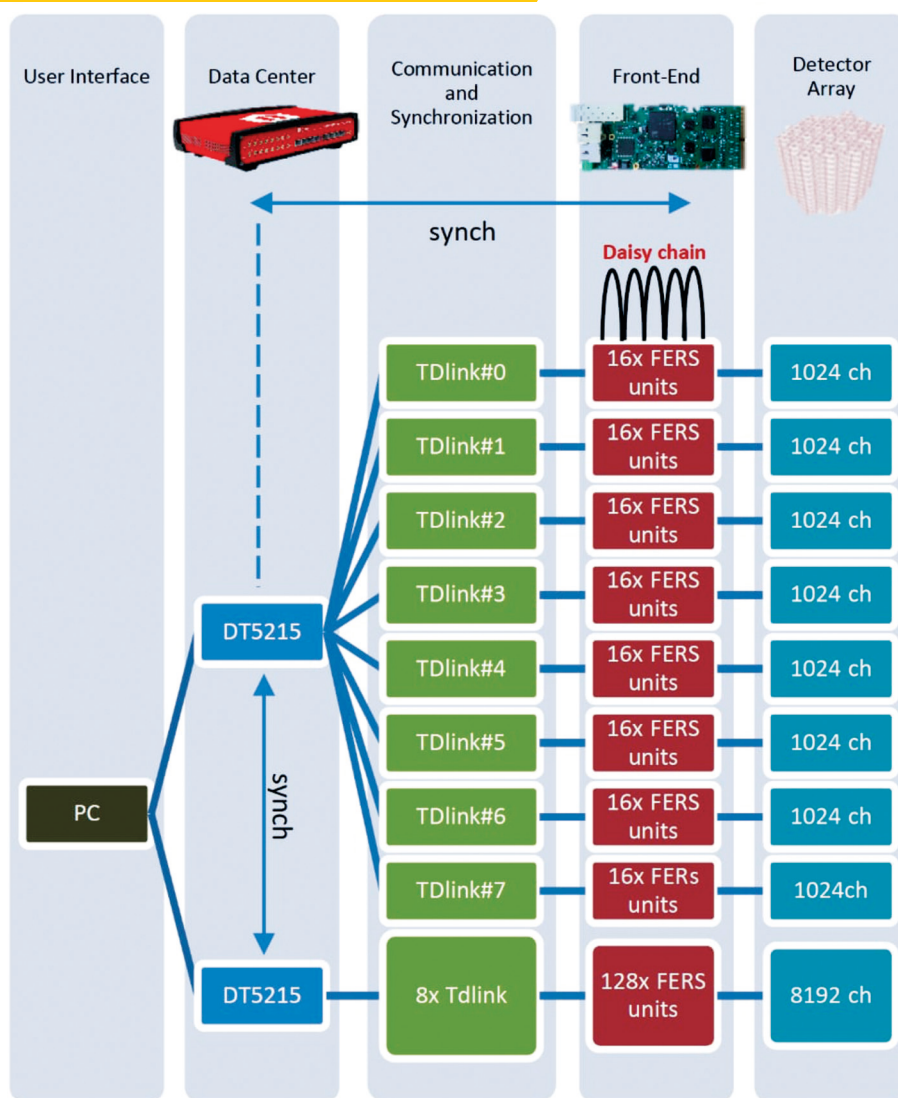 User Interface
Data Center
Communication
and
Synchronization
Front-End
Detector
Array
synch
Daisy chain
TDlink#0
16x FERS
units
1024 ch
TDlink#1
16x FERS
units
1024 ch
TDlink#2
16x FERS
units
1024 ch
TDlink#3
16x FERS
units
1024 ch
DT5215
TDlink#4
16x FERS
units
1024 ch
TDlink#5
16x FERS
units
1024 ch
synch
PC
TDlink#6
16x FERS
units
1024 ch
TDlink#7
16x FERs
units
1024ch
DT5215
8x Tdlink
128x FERS
units
8192 ch